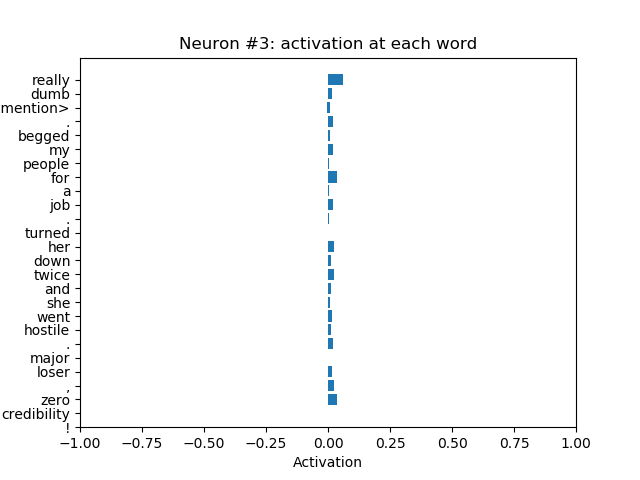 Neuron #3: activation at each word
really
dumb
mention>
.
begged
my
people
for
a
job
.
turned
her
down
twice
and
she
went
hostile
.
major
loser
,
zero
credibility
!
−1.00 −0.75 −0.50 −0.25 0.00 0.25 0.50 0.75 1.00
Activation